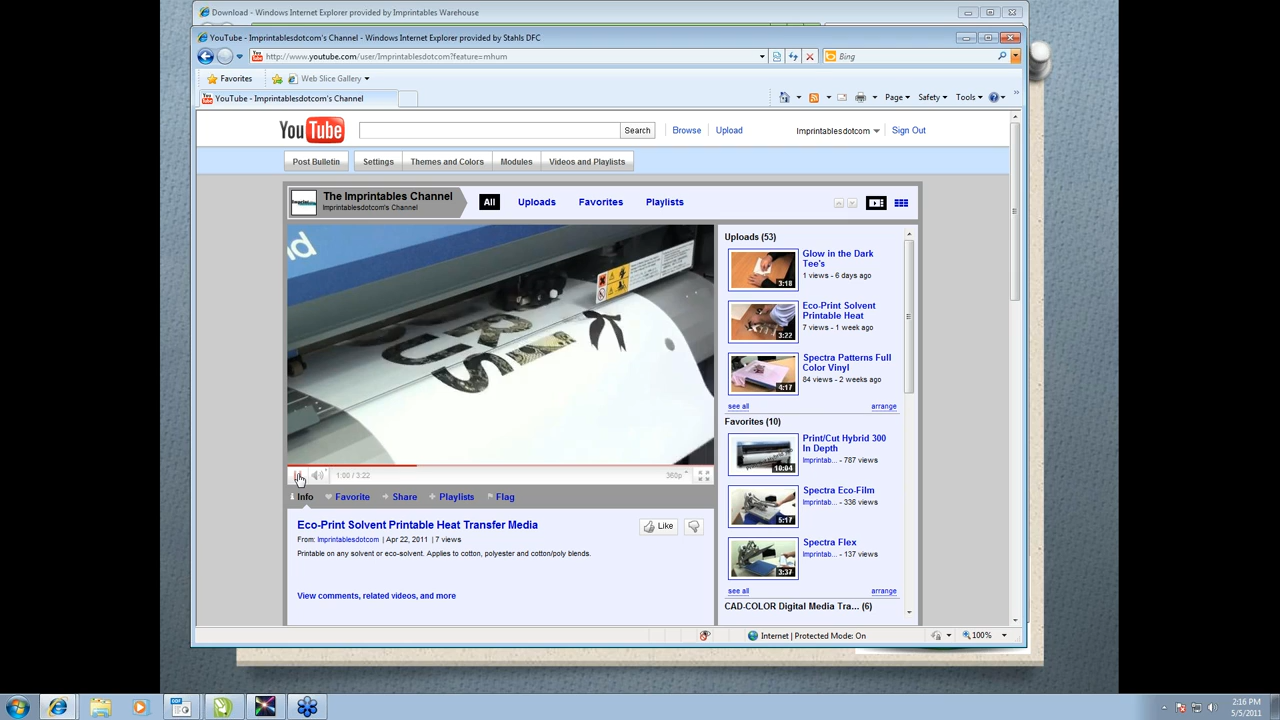 Download - Windows Internet Explorer provided by Imprintables Warehouse
YouTube - Imprintablesdotcom's Channel - Windows Internet Explorer provided by Stahls DFC
http://www.youtube.com/user/Imprintablesdotcom?feature=mhum
Bing
Favorites
Web Slice Gallery
YouTube - Imprintablesdotcom's Channel
Page
Safety
Tools
YouTube
Search
Browse
Upload
Imprintablesdotcom
Sign Out
Post Bulletin
Settings
Themes and Colors
Modules
Videos and Playlists
The Imprintables Channel
Imprintablesdotcom's Channel
All
Uploads
Favorites
Playlists
Uploads (53)
Glow in the Dark
Tee's
1 views - 6 days ago
3:18
Eco-Print Solvent
Printable Heat
7 views - 1 week ago
3:22
Spectra Patterns Full
Color Vinyl
84 views - 2 weeks ago
4:17
see all
arrange
Favorites (10)
Print/Cut Hybrid 300
In Depth
Imprintab... - 787 views
10:04
Spectra Eco-Film
Imprintab... - 336 views
5:17
Spectra Flex
Imprintab... - 137 views
3:37
see all
arrange
CAD-COLOR Digital Media Tra... (6)
1:00 / 3:22
360p
Info
Favorite
Share
Playlists
Flag
Eco-Print Solvent Printable Heat Transfer Media
Like
From: Imprintablesdotcom | Apr 22, 2011 | 7 views
Printable on any solvent or eco-solvent. Applies to cotton, polyester and cotton/poly blends.
View comments, related videos, and more
Internet | Protected Mode: On
100%
2:16 PM
5/5/2011